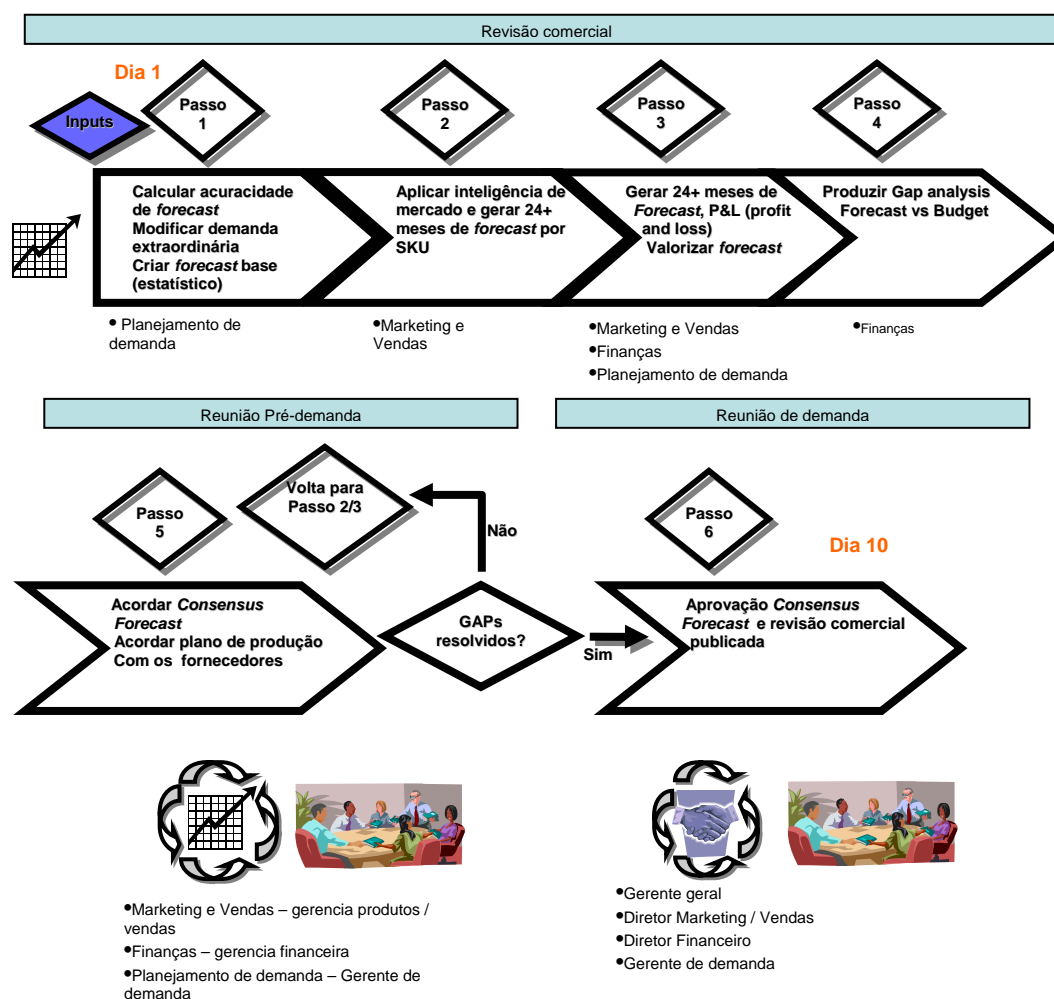 Revisão comercial
Dia 1
Inputs
Passo
1
Passo
2
Passo
3
Passo
4
Calcular acuracidade
de forecast
Modificar demanda
extraordinária
Criar forecast base
(estatístico)
Aplicar inteligência de
mercado e gerar 24+
meses de forecast por
SKU
Gerar 24+ meses de
Forecast, P&L (profit
and loss)
Valorizar forecast
Produzir Gap analysis
Forecast vs Budget
• Planejamento de
demanda
•Marketing e
Vendas
•Marketing e Vendas
•Finanças
•Planejamento de demanda
•Finanças
Reunião Pré-demanda
Reunião de demanda
Passo
5
Volta para
Passo 2/3
Não
Passo
6
Dia 10
Acordar Consensus
Forecast
Acordar plano de produção
Com os fornecedores
GAPs
resolvidos?
Sim
Aprovação Consensus
Forecast e revisão comercial
publicada
•Marketing e Vendas – gerencia produtos /
vendas
•Finanças – gerencia financeira
•Planejamento de demanda – Gerente de
demanda
•Gerente geral
•Diretor Marketing / Vendas
•Diretor Financeiro
•Gerente de demanda